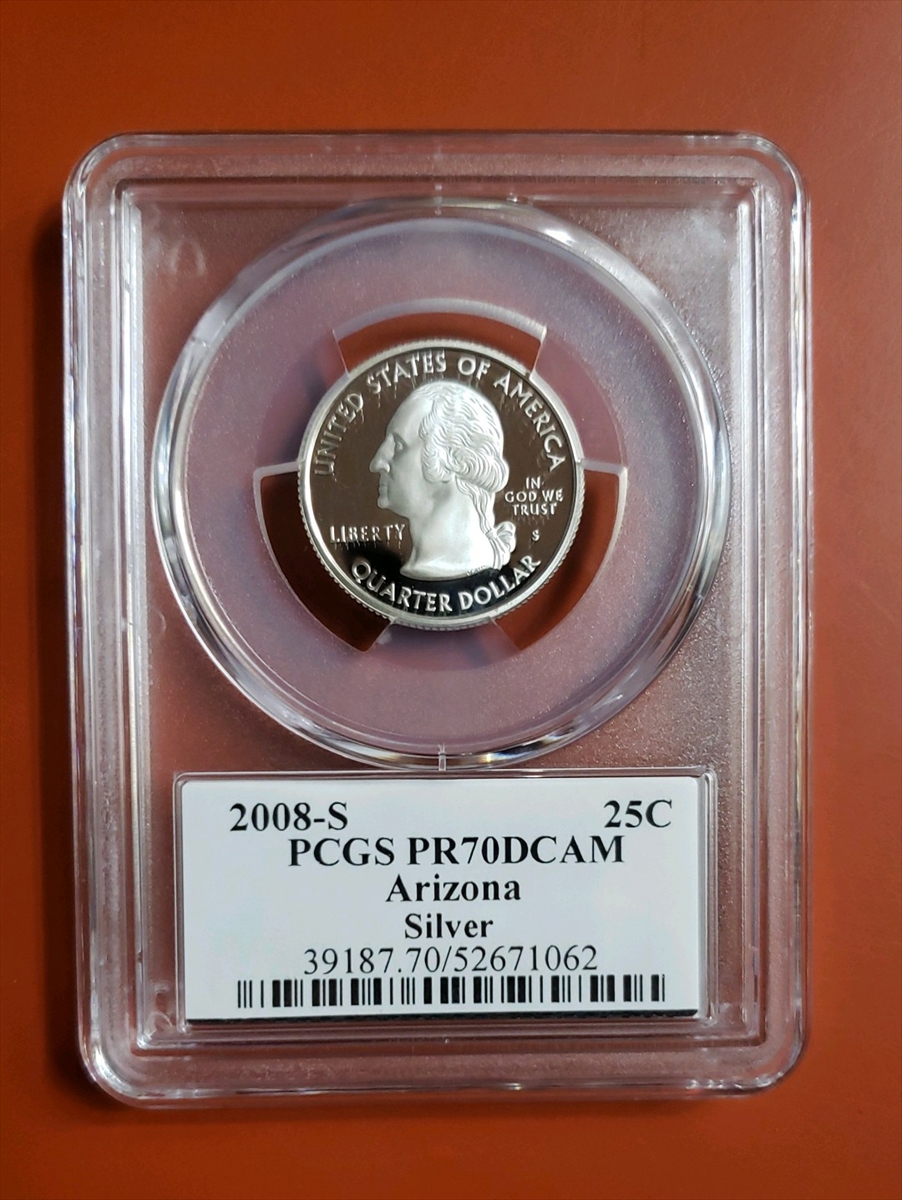 UNITED STATES OF AMERICA
IN
GOD WE
TRUST
LIBERTY
S
QUARTER DOLLAR
2008-S 25C
PCGS PR70DCAM
Arizona
Silver
39187.70/52671062